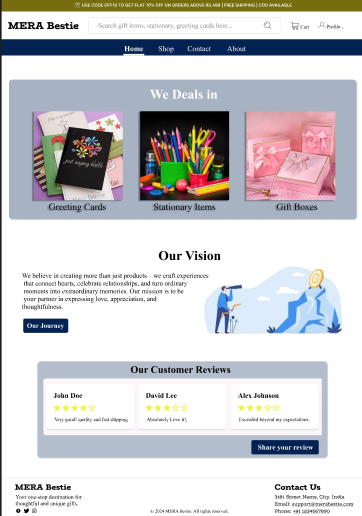 USE CODE OFF10 TO GET FLAT 10% OFF ON ORDERS ABOVE RS.499 | FREE SHIPPING | COD AVAILABLE
MERA Bestie
Search gift items, stationary, greeting cards here...
Cart
Profile
Home Shop Contact About
We Deals in
just enjoy hello
Greeting Cards
Stationary Items
Gift Boxes
Our Vision
We believe in creating more than just products – we craft experiences
that connect hearts, celebrate relationships, and turn ordinary
moments into extraordinary memories. Our mission is to be
your partner in expressing love, appreciation, and
thoughtfulness.
Our Journey
Our Customer Reviews
John Doe
Very good! quality and fast shipping.
David Lee
Absolutely Love it!,
Alex Johnson
Exceeded beyond my expectations.
Share your review
MERA Bestie
Your one-stop destination for
thoughtful and unique gifts.
© 2024 MERA Bestie. All rights reserved.
Contact Us
3181 Street Name, City, India
Email: support@merabestie.com
Phone: +91 1234567890